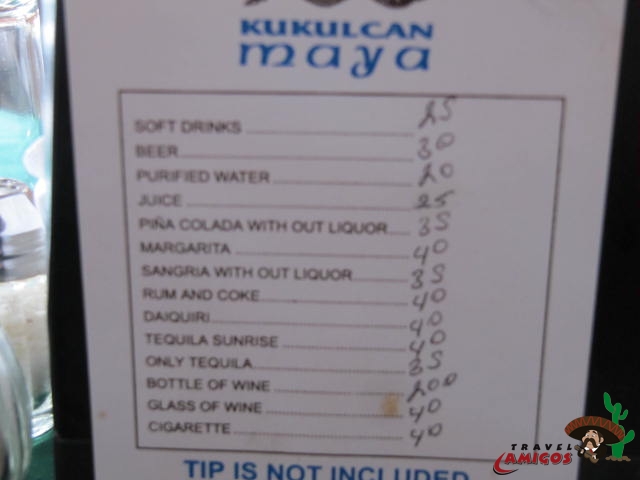 KUKULCAN
maya
SOFT DRINKS 25
BEER 30
PURIFIED WATER 20
JUICE 25
PIÑA COLADA WITH OUT LIQUOR 35
MARGARITA 40
SANGRIA WITH OUT LIQUOR 35
RUM AND COKE 40
DAIQUIRI 40
TEQUILA SUNRISE 40
ONLY TEQUILA 35
BOTTLE OF WINE 200
GLASS OF WINE 40
CIGARETTE 40
TIP IS NOT INCLUDED
TRAVEL
AMIGOS